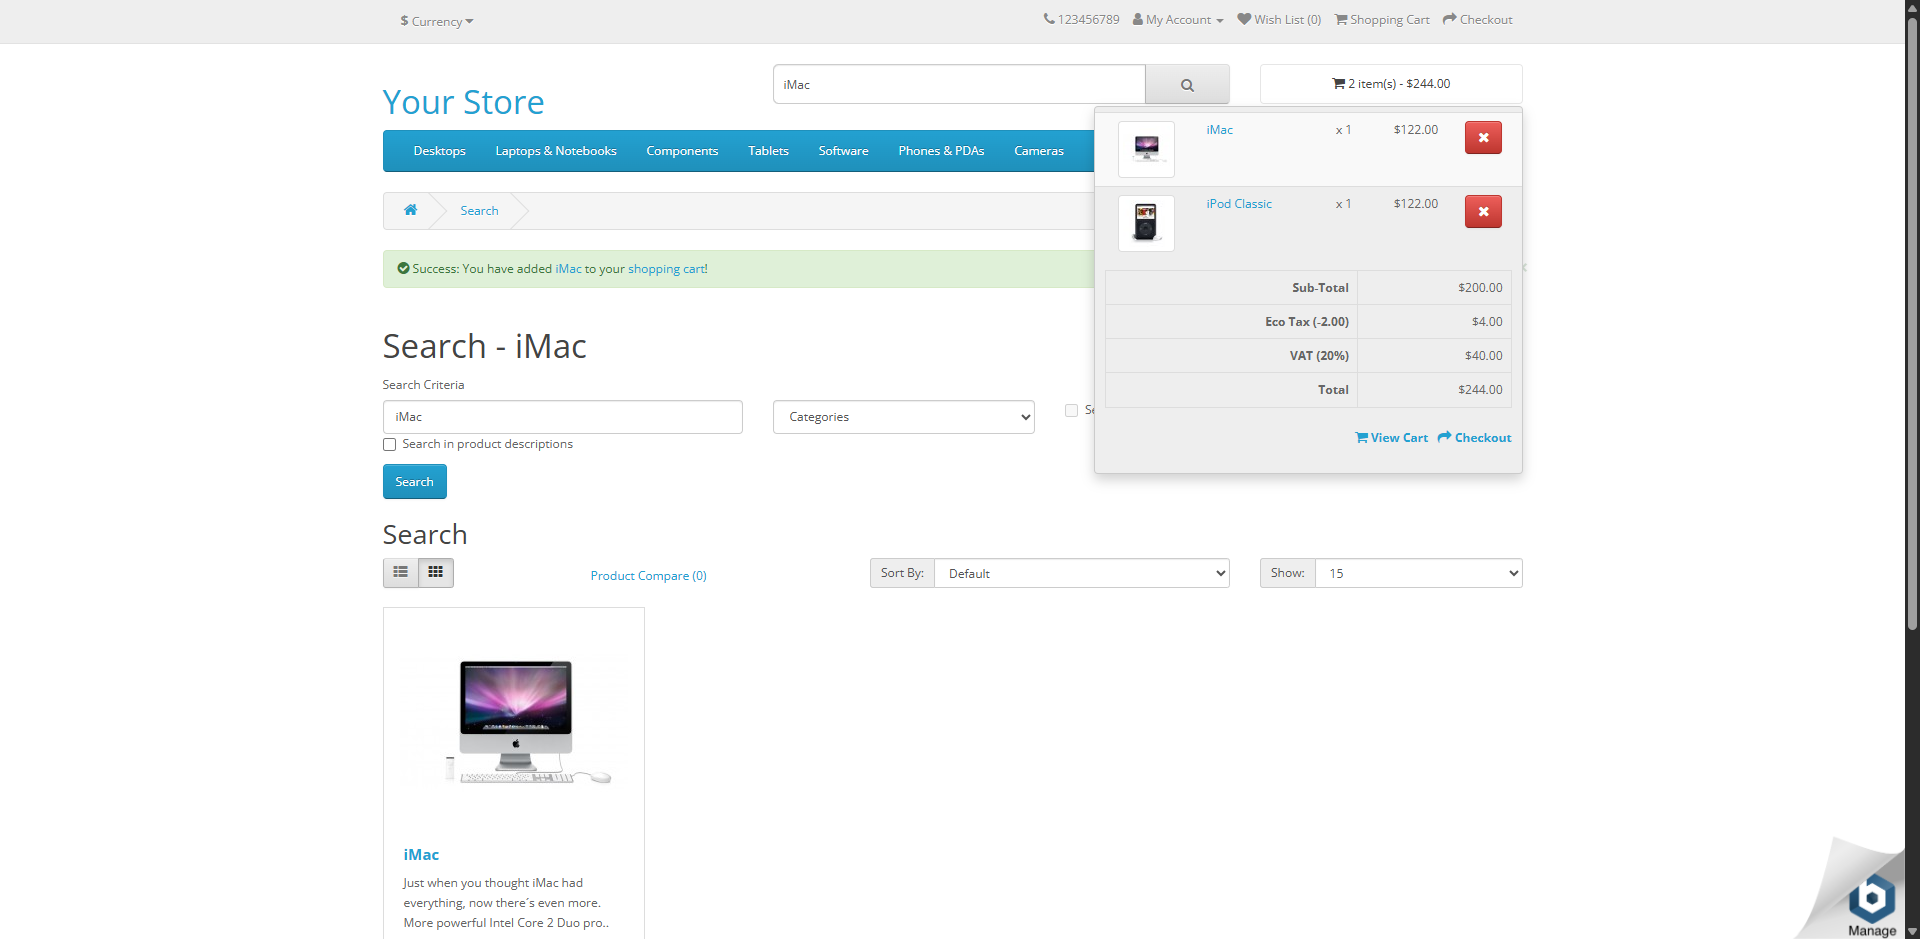 $ Currency
123456789 My Account Wish List (0) Shopping Cart Checkout
Your Store
iMac
2 item(s) - $244.00
Desktops Laptops & Notebooks Components Tablets Software Phones & PDAs Cameras
iMac x 1 $122.00
iPod Classic x 1 $122.00
Sub-Total $200.00
Eco Tax (-2.00) $4.00
VAT (20%) $40.00
Total $244.00
View Cart Checkout
Search
Success: You have added iMac to your shopping cart!
Search - iMac
Search Criteria
iMac
Categories
Search in product descriptions
Search
Search
Product Compare (0)
Sort By: Default
Show: 15
iMac
Just when you thought iMac had
everything, now there´s even more.
More powerful Intel Core 2 Duo pro..
Manage